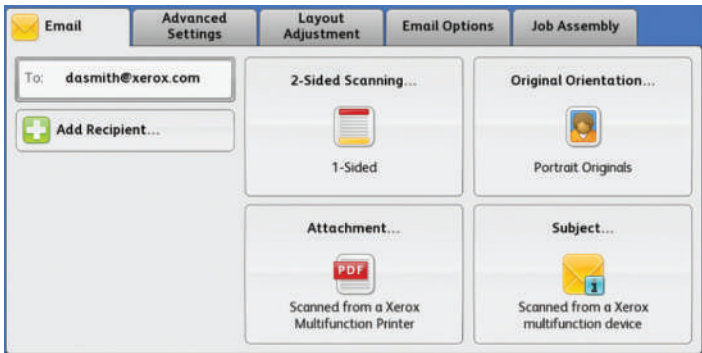 Email
Advanced
Settings
Layout
Adjustment
Email Options
Job Assembly
To: dasmith@xerox.com
Add Recipient...
2-Sided Scanning...
1-Sided
Original Orientation...
Portrait Originals
Attachment...
PDF
Scanned from a Xerox
Multifunction Printer
Subject...
i
Scanned from a Xerox
multifunction device